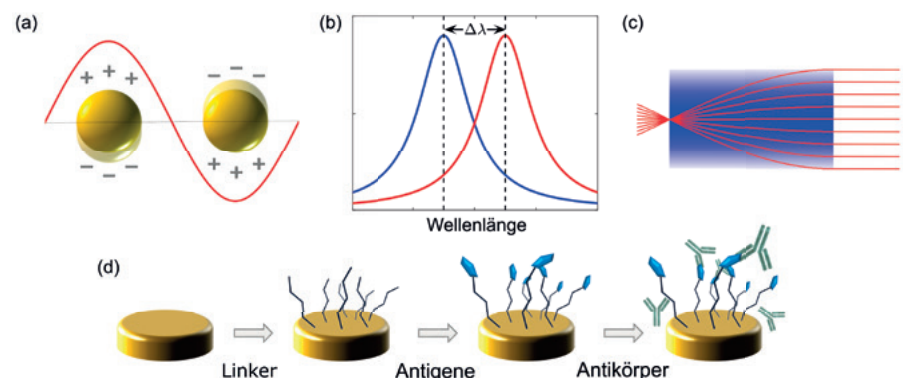 (a)
+ + +
− − −
− − −
+ + +
(b)
Δλ
Wellenlänge
(c)
(d)
Linker
Antigene
Antikörper